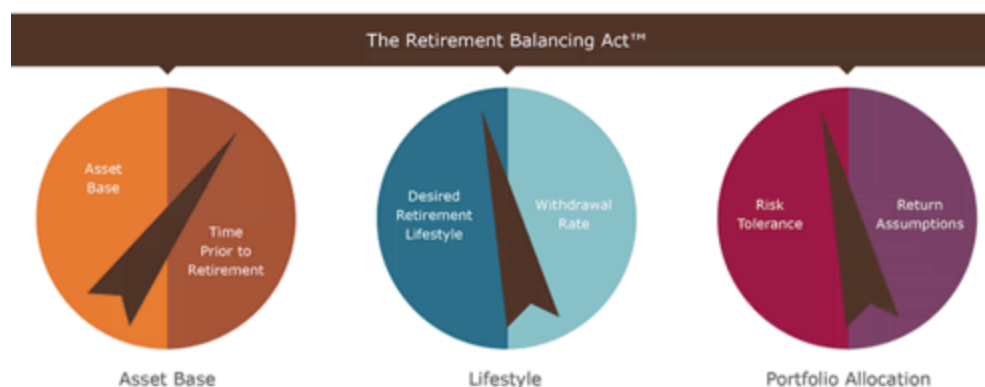 The Retirement Balancing Act™
Asset
Base
Time
Prior to
Retirement
Asset Base
Desired
Retirement
Lifestyle
Withdrawal
Rate
Lifestyle
Risk
Tolerance
Return
Assumptions
Portfolio Allocation